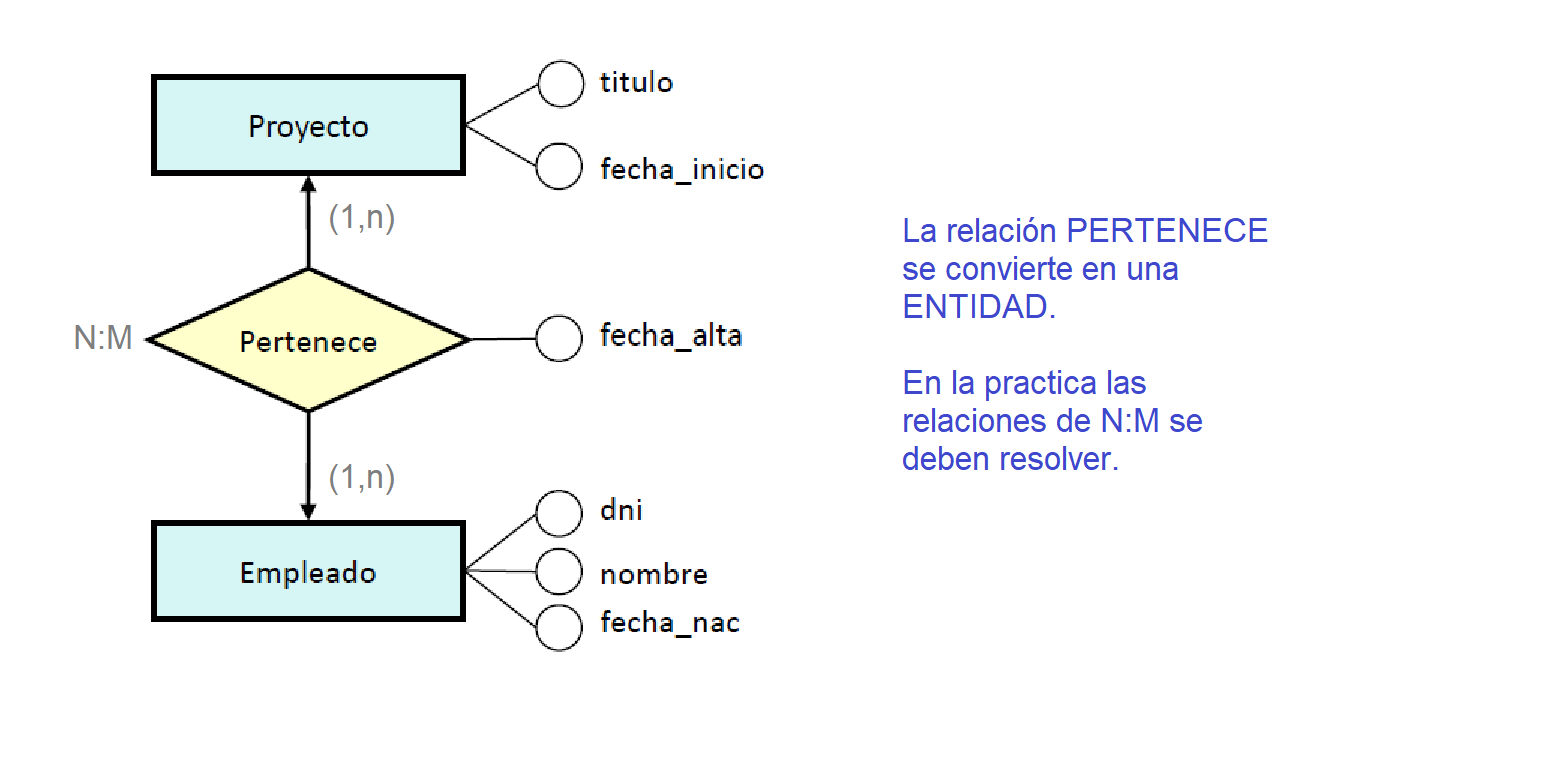 Proyecto
titulo
fecha_inicio
(1,n)
N:M
Pertenece
fecha_alta
(1,n)
Empleado
dni
nombre
fecha_nac
La relación PERTENECE
se convierte en una
ENTIDAD.
En la practica las
relaciones de N:M se
deben resolver.